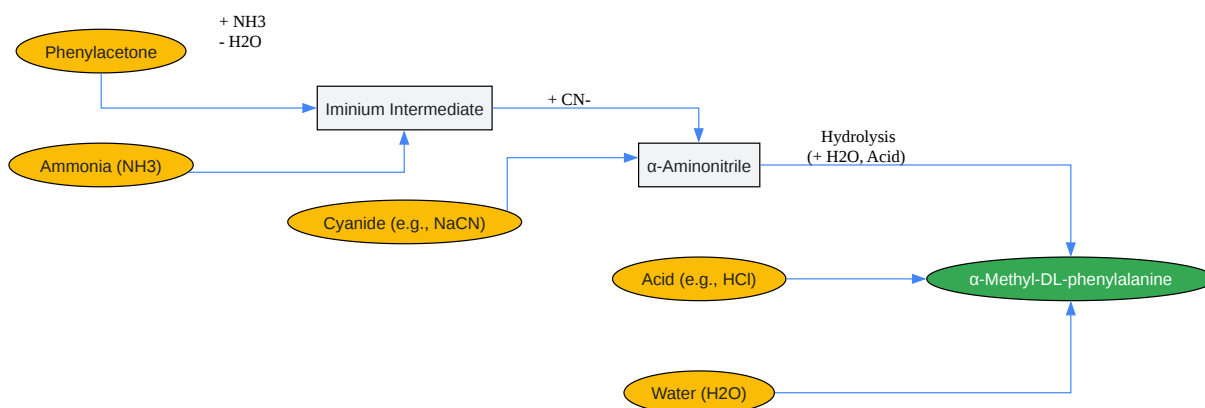 + NH3
- H2O
Phenylacetone
Iminium Intermediate
+ CN-
Ammonia (NH3)
Hydrolysis
(+ H2O, Acid)
α-Aminonitrile
Cyanide (e.g., NaCN)
Acid (e.g., HCl)
α-Methyl-DL-phenylalanine
Water (H2O)